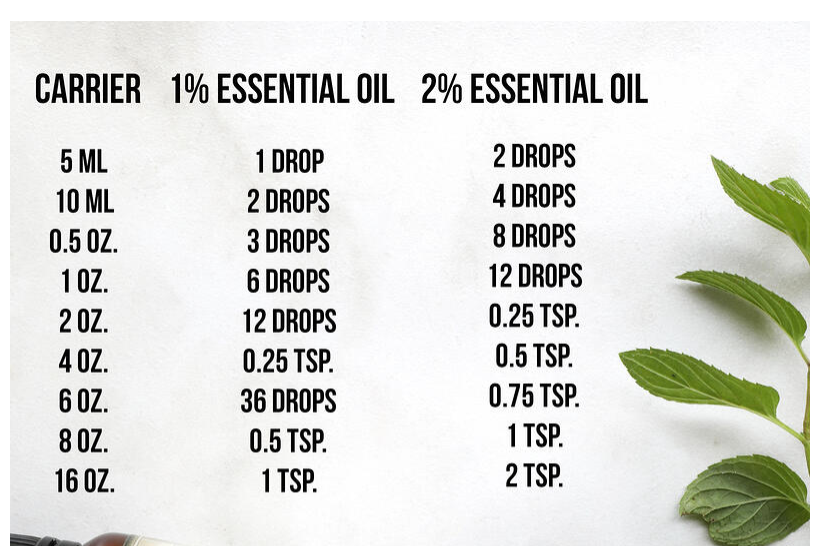 CARRIER 1% ESSENTIAL OIL 2% ESSENTIAL OIL
5 ML 1 DROP 2 DROPS
10 ML 2 DROPS 4 DROPS
0.5 OZ. 3 DROPS 8 DROPS
1 OZ. 6 DROPS 12 DROPS
2 OZ. 12 DROPS 0.25 TSP.
4 OZ. 0.25 TSP. 0.5 TSP.
6 OZ. 36 DROPS 0.75 TSP.
8 OZ. 0.5 TSP. 1 TSP.
16 OZ. 1 TSP. 2 TSP.